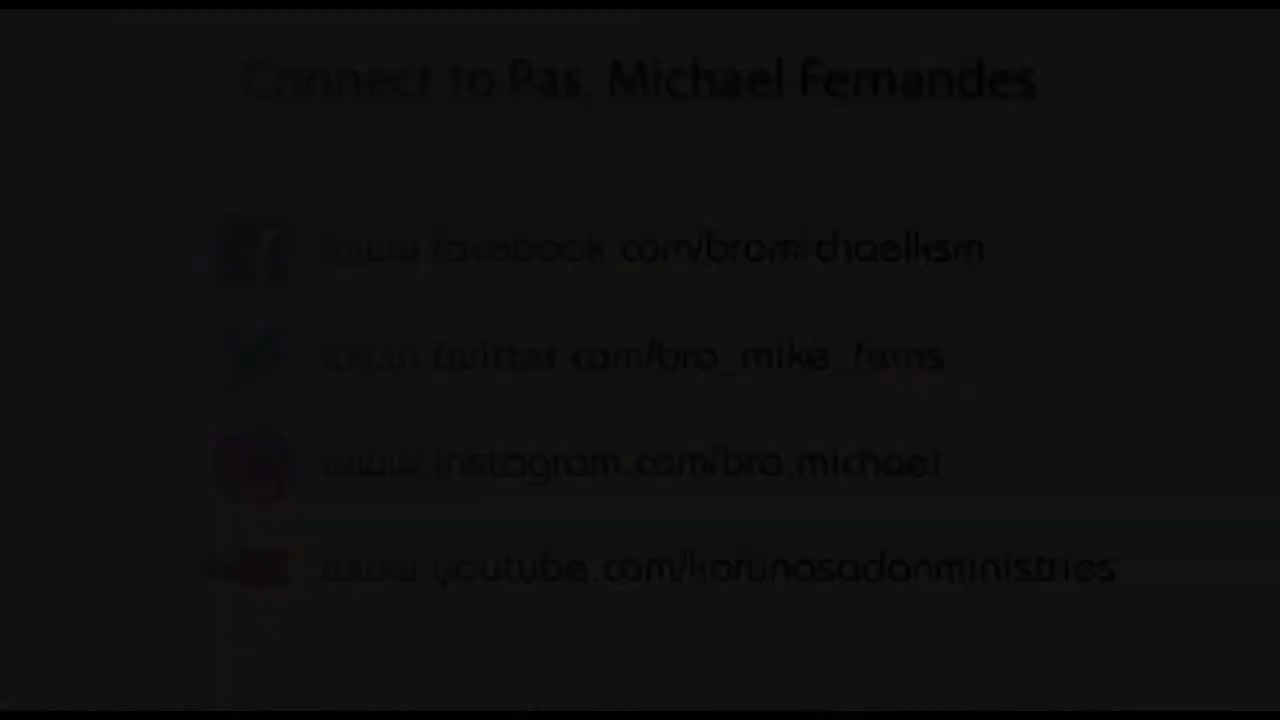 Connect to Pas. Michael Fernandes
www.facebook.com/bromichaelksm
www.twitter.com/bro_mike_ferns
www.instagram.com/bro.michael
www.youtube.com/karunasadanministries